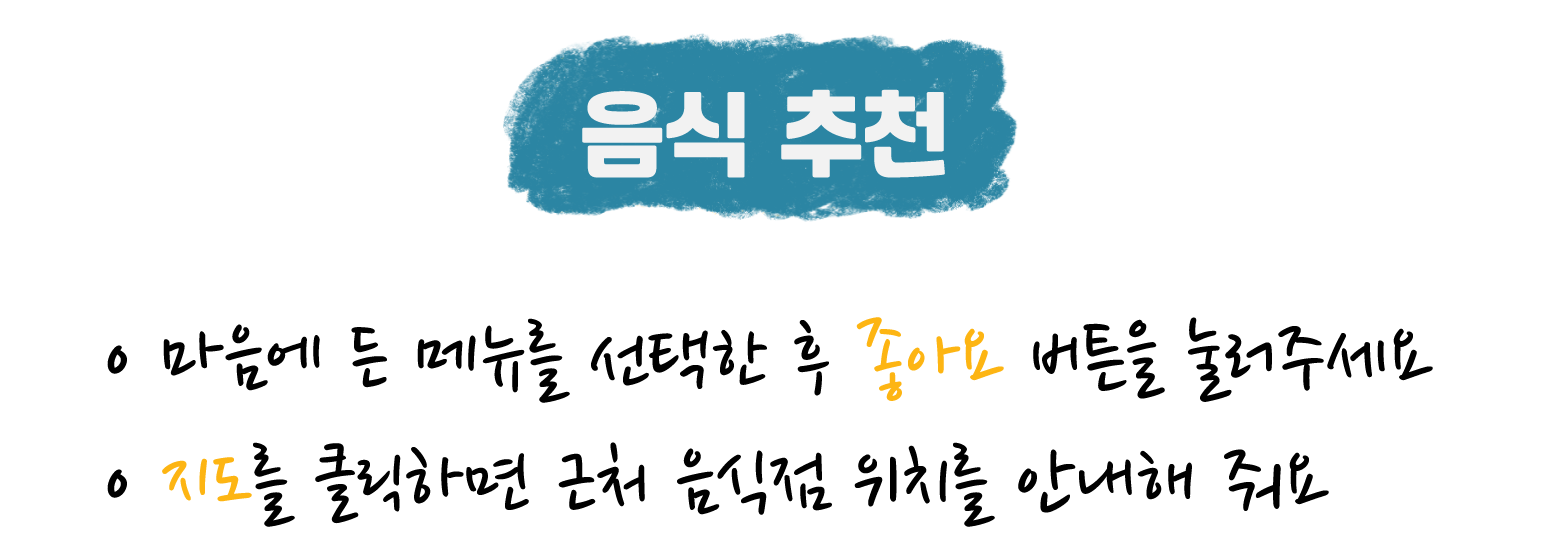 음식 추천
마음에 든 메뉴를 선택한 후 좋아요 버튼을 눌러주세요
지도를 클릭하면 근처 음식점 위치를 안내해 줘요